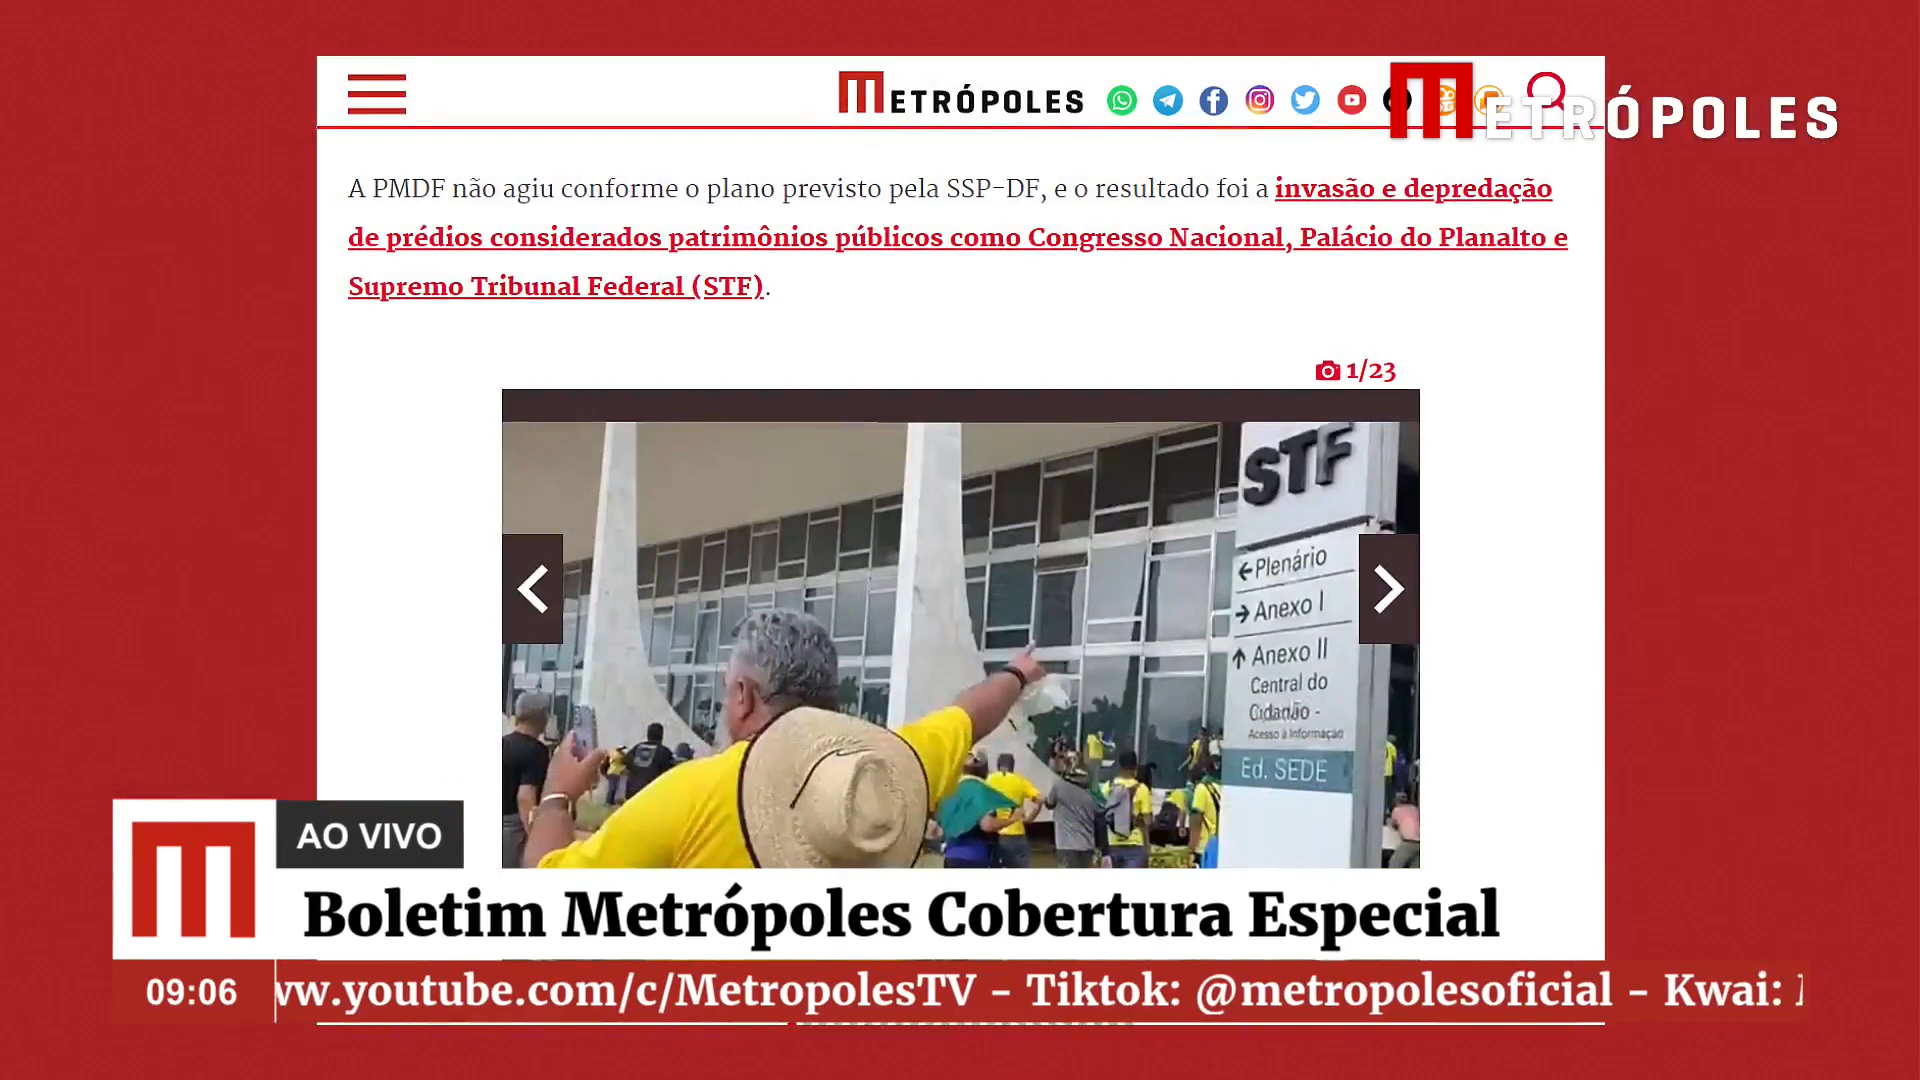 METRÓPOLES
METRÓPOLES
A PMDF não agiu conforme o plano previsto pela SSP-DF, e o resultado foi a invasão e depredação
de prédios considerados patrimônios públicos como Congresso Nacional, Palácio do Planalto e
Supremo Tribunal Federal (STF).
1/23
STF
←Plenário
→Anexo I
↑Anexo II
Central do
Cidadão -
Acesso à Informação
Ed. SEDE
AO VIVO
Boletim Metrópoles Cobertura Especial
09:06
ww.youtube.com/c/MetropolesTV - Tiktok: @metropolesoficial - Kwai: